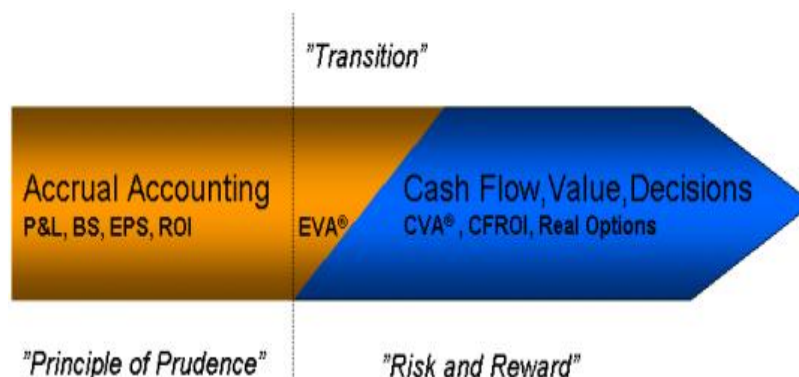 ”Transition”
Accrual Accounting
P&L, BS, EPS, ROI
EVA®
Cash Flow,Value,Decisions
CVA® , CFROI, Real Options
”Principle of Prudence”
”Risk and Reward”